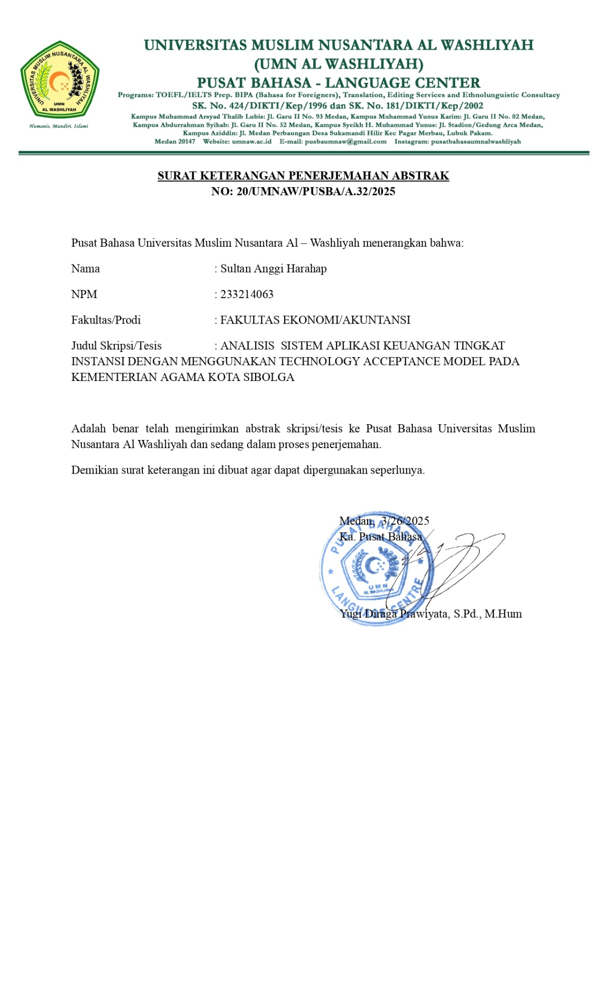 UNIVERSITAS MUSLIM NUSANTARA AL WASHLIYAH
UMN
AL WASHLIYAH
Humanis, Mandiri, Islami
UNIVERSITAS MUSLIM NUSANTARA AL WASHLIYAH
(UMN AL WASHLIYAH)
PUSAT BAHASA - LANGUAGE CENTER
Programs: TOEFL/IELTS Prep. BIPA (Bahasa for Foreigners), Translation, Editing Services and Ethnolunguistic Consultacy
SK. No. 424/DIKTI/Kep/1996 dan SK. No. 181/DIKTI/Kep/2002
Kampus Muhammad Arsyad Thalib Lubis: Jl. Garu II No. 93 Medan, Kampus Muhammad Yunus Karim: Jl. Garu II No. 02 Medan,
Kampus Abdurrahman Syihab: Jl. Garu II No. 52 Medan, Kampus Syeikh H. Muhammad Yunus: Jl. Stadion/Gedung Arca Medan,
Kampus Aziddin: Jl. Medan Perbaungan Desa Sukamandi Hilir Kec Pagar Merbau, Lubuk Pakam.
Medan 20147 Website: umnaw.ac.id E-mail: pusbaumnaw@gmail.com Instagram: pusatbahasaumnalwashliyah
SURAT KETERANGAN PENERJEMAHAN ABSTRAK
NO: 20/UMNAW/PUSBA/A.32/2025
Pusat Bahasa Universitas Muslim Nusantara Al – Washliyah menerangkan bahwa:
Nama : Sultan Anggi Harahap
NPM : 233214063
Fakultas/Prodi : FAKULTAS EKONOMI/AKUNTANSI
Judul Skripsi/Tesis : ANALISIS SISTEM APLIKASI KEUANGAN TINGKAT
INSTANSI DENGAN MENGGUNAKAN TECHNOLOGY ACCEPTANCE MODEL PADA
KEMENTERIAN AGAMA KOTA SIBOLGA
Adalah benar telah mengirimkan abstrak skripsi/tesis ke Pusat Bahasa Universitas Muslim
Nusantara Al Washliyah dan sedang dalam proses penerjemahan.
Demikian surat keterangan ini dibuat agar dapat dipergunakan seperlunya.
Medan, 3/26/2025
Ka. Pusat Bahasa
PUSAT BAHASA
UMN
AL WASHLIYAH
LANGUAGE CENTRE
Yugi Diraga Prawiyata, S.Pd., M.Hum